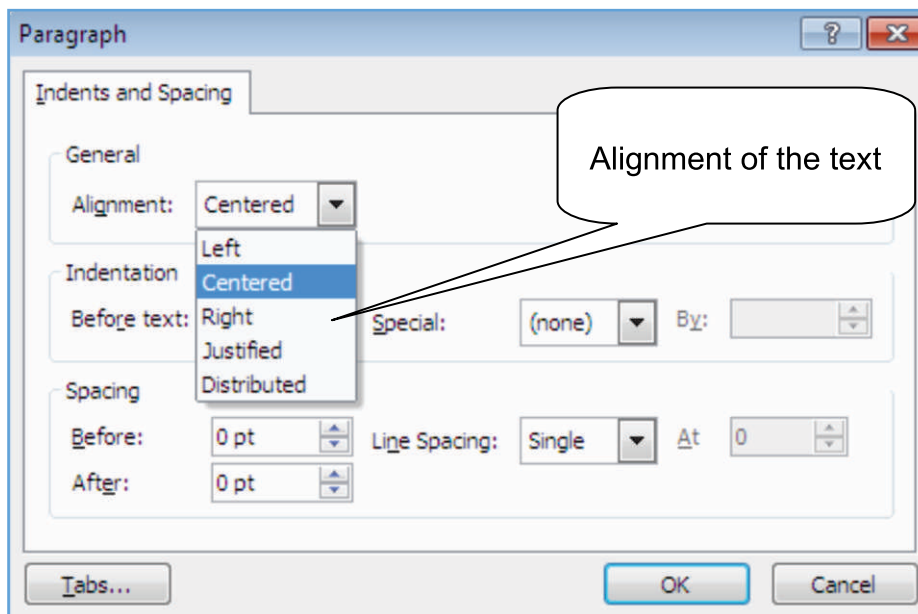 Paragraph
Indents and Spacing
General
Alignment of the text
Alignment: Centered
Left
Centered
Right
Justified
Distributed
Indentation
Before text: Special: (none) By:
Spacing
Before: 0 pt Line Spacing: Single At 0
After: 0 pt
Tabs... OK Cancel